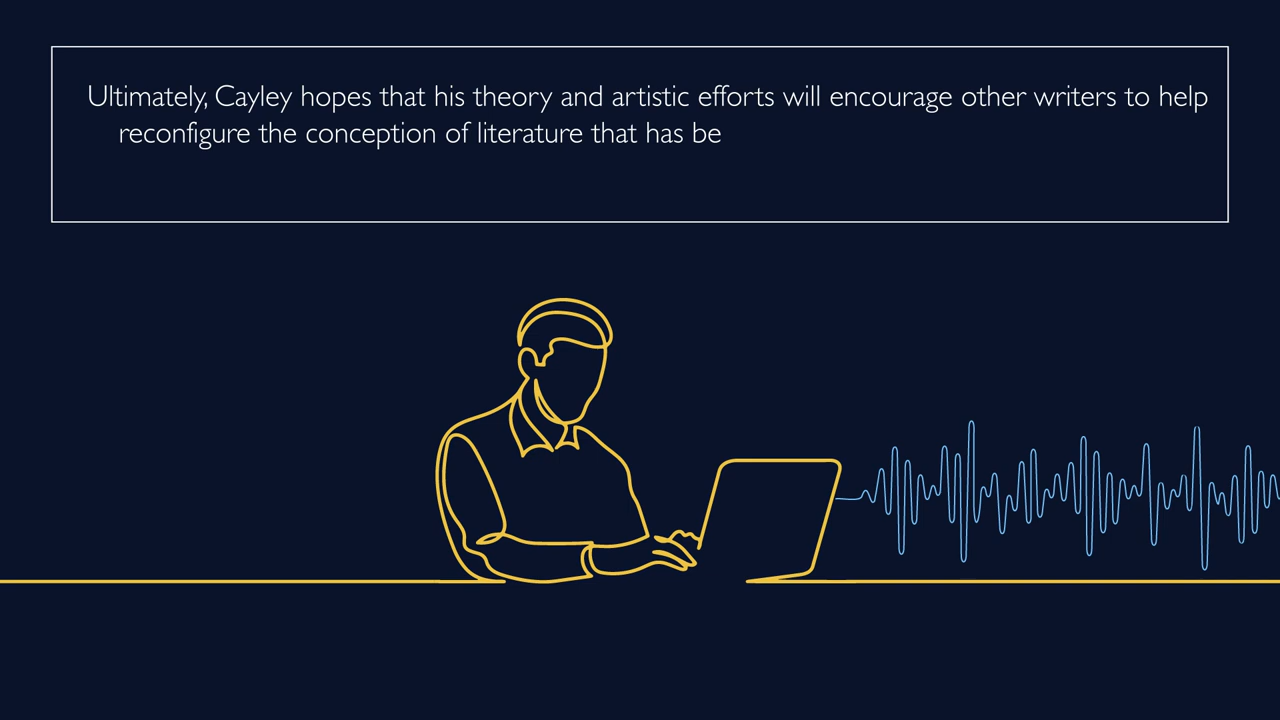 Ultimately, Cayley hopes that his theory and artistic efforts will encourage other writers to help
reconfigure the conception of literature that has be